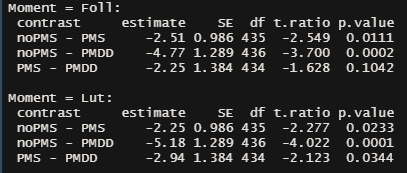 Moment = Foll:
contrast estimate SE df t.ratio p.value
noPMS - PMS -2.51 0.986 435 -2.549 0.0111
noPMS - PMDD -4.77 1.289 436 -3.700 0.0002
PMS - PMDD -2.25 1.384 434 -1.628 0.1042
Moment = Lut:
contrast estimate SE df t.ratio p.value
noPMS - PMS -2.25 0.986 435 -2.277 0.0233
noPMS - PMDD -5.18 1.289 436 -4.022 0.0001
PMS - PMDD -2.94 1.384 434 -2.123 0.0344